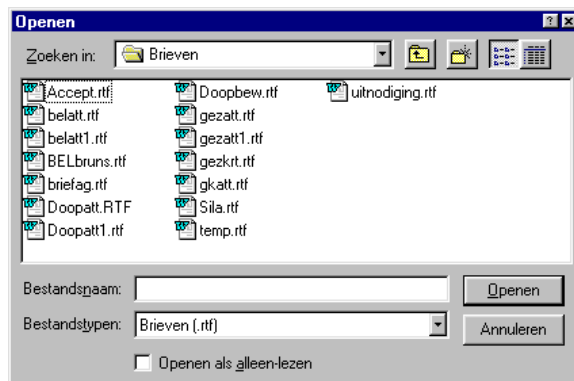 Openen
Zoeken in: Brieven
Accept.rtf Doopbew.rtf uitnodiging.rtf
belatt.rtf gezatt.rtf
belatt1.rtf gezatt1.rtf
BELbruns.rtf gezkrt.rtf
briefag.rtf gkatt.rtf
Doopatt.RTF Sila.rtf
Doopatt1.rtf temp.rtf
Bestandsnaam: Openen
Bestandstypen: Brieven (.rtf) Annuleren
Openen als alleen-lezen